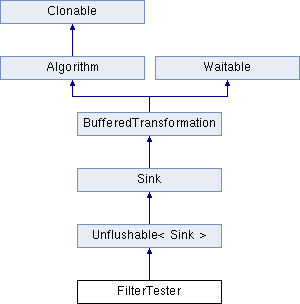 Clonable
Algorithm
Waitable
BufferedTransformation
Sink
Unflushable< Sink >
FilterTester